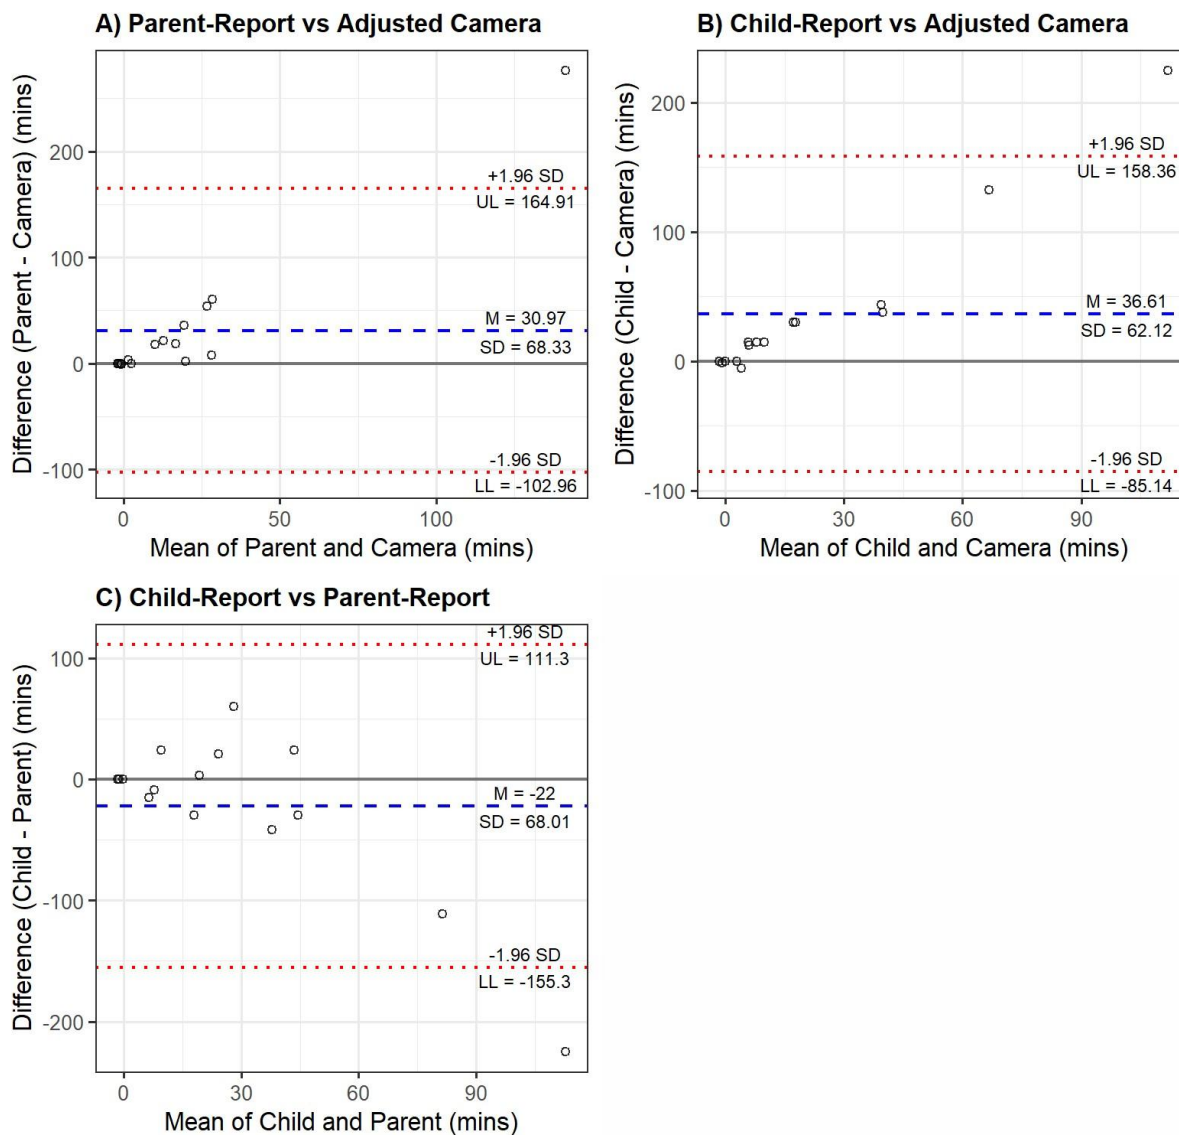 A) Parent-Report vs Adjusted Camera
Difference (Parent - Camera) (mins)
200
100
0
-100
+1.96 SD
UL = 164.91
M = 30.97
SD = 68.33
-1.96 SD
LL = -102.96
0 50 100
Mean of Parent and Camera (mins)
B) Child-Report vs Adjusted Camera
Difference (Child - Camera) (mins)
200
100
0
-100
+1.96 SD
UL = 158.36
M = 36.61
SD = 62.12
-1.96 SD
LL = -85.14
0 30 60 90
Mean of Child and Camera (mins)
C) Child-Report vs Parent-Report
Difference (Child - Parent) (mins)
100
0
-100
-200
+1.96 SD
UL = 111.3
M = -22
SD = 68.01
-1.96 SD
LL = -155.3
0 30 60 90
Mean of Child and Parent (mins)